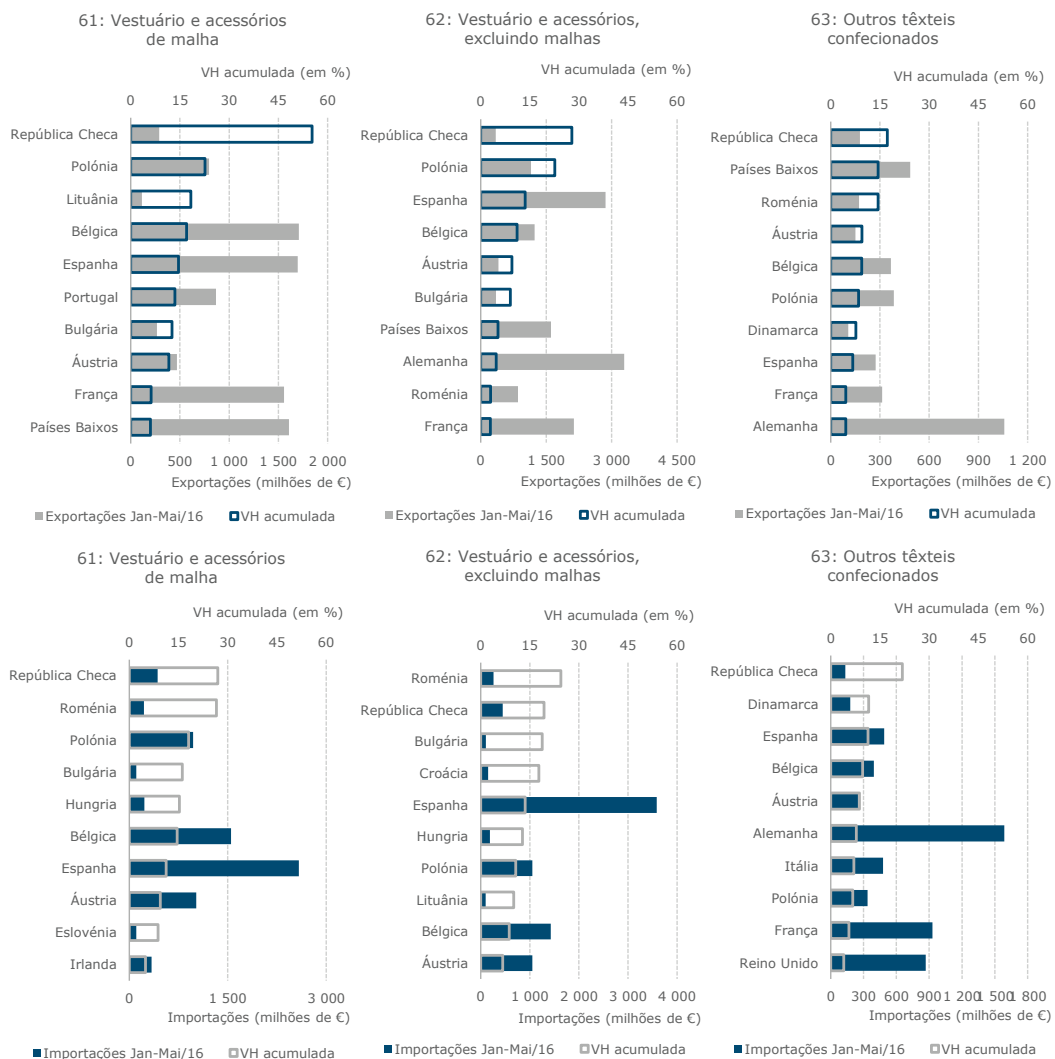 61: Vestuário e acessórios
de malha
VH acumulada (em %)
0 15 30 45 60
República Checa
Polónia
Lituânia
Bélgica
Espanha
Portugal
Bulgária
Áustria
França
Países Baixos
0 500 1 000 1 500 2 000
Exportações (milhões de €)
Exportações Jan-Mai/16 VH acumulada
62: Vestuário e acessórios,
excluindo malhas
VH acumulada (em %)
0 15 30 45 60
República Checa
Polónia
Espanha
Bélgica
Áustria
Bulgária
Países Baixos
Alemanha
Roménia
França
0 1 500 3 000 4 500
Exportações (milhões de €)
Exportações Jan-Mai/16 VH acumulada
63: Outros têxteis
confecionados
VH acumulada (em %)
0 15 30 45 60
República Checa
Países Baixos
Roménia
Áustria
Bélgica
Polónia
Dinamarca
Espanha
França
Alemanha
0 300 600 900 1 200
Exportações (milhões de €)
Exportações Jan-Mai/16 VH acumulada
61: Vestuário e acessórios
de malha
VH acumulada (em %)
0 15 30 45 60
República Checa
Roménia
Polónia
Bulgária
Hungria
Bélgica
Espanha
Áustria
Eslovénia
Irlanda
0 1 500 3 000
Importações (milhões de €)
Importações Jan-Mai/16 VH acumulada
62: Vestuário e acessórios,
excluindo malhas
VH acumulada (em %)
0 15 30 45 60
Roménia
República Checa
Bulgária
Croácia
Espanha
Hungria
Polónia
Lituânia
Bélgica
Áustria
0 1 000 2 000 3 000 4 000
Importações (milhões de €)
Importações Jan-Mai/16 VH acumulada
63: Outros têxteis
confecionados
VH acumulada (em %)
0 15 30 45 60
República Checa
Dinamarca
Espanha
Bélgica
Áustria
Alemanha
Itália
Polónia
França
Reino Unido
0 300 600 900 1 200 1 500 1 800
Importações (milhões de €)
Importações Jan-Mai/16 VH acumulada